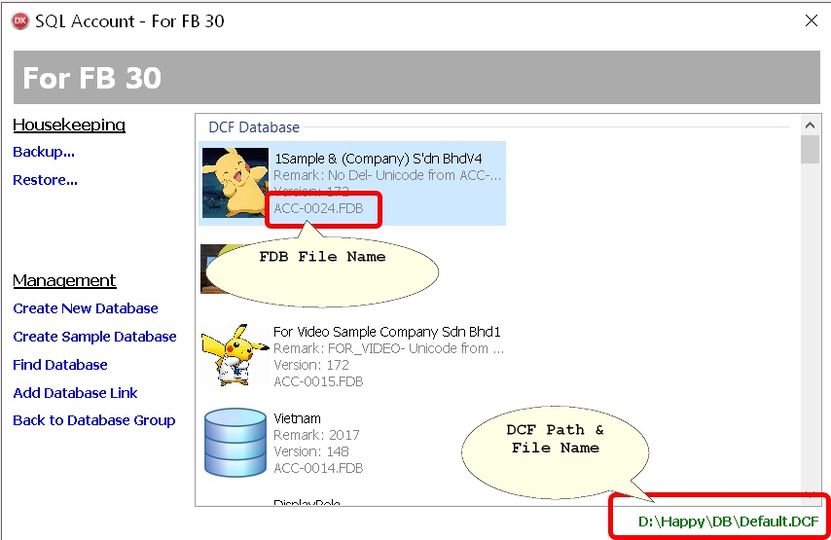 DX SQL Account - For FB 30
For FB 30
Housekeeping
Backup...
Restore...
Management
Create New Database
Create Sample Database
Find Database
Add Database Link
Back to Database Group
DCF Database
1Sample & (Company) S'dn BhdV4
Remark: No Del- Unicode from ACC-...
Version: 172
ACC-0024.FDB
FDB File Name
For Video Sample Company Sdn Bhd1
Remark: FOR_VIDEO- Unicode from ...
Version: 172
ACC-0015.FDB
Vietnam
Remark: 2017
Version: 148
ACC-0014.FDB
DisplayRole
DCF Path &
File Name
D:\Happy\DB\Default.DCF